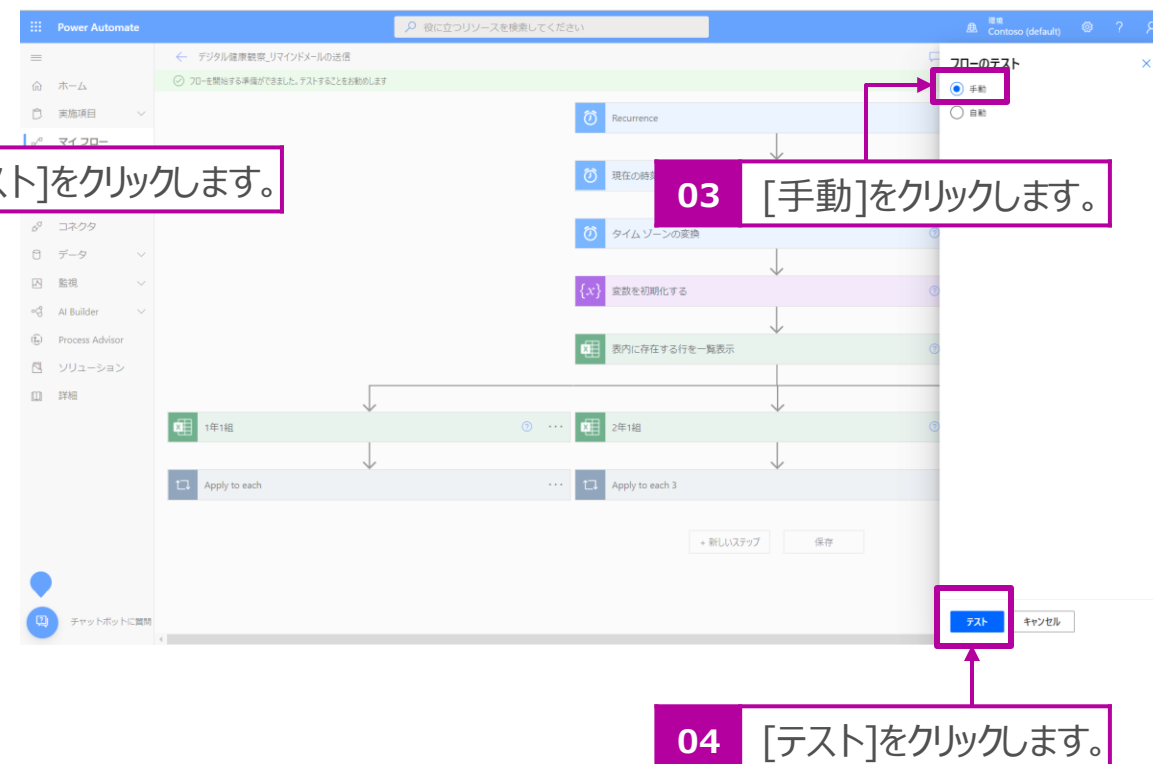 Power Automate
役に立つリソースを検索してください
環境
Contoso (default)
デジタル健康観察_リマインドメールの送信
フローを開始する準備ができました。テストすることをお勧めします
ホーム
実施項目
マイ フロー
スト]をクリックします。
コネクタ
データ
監視
AI Builder
Process Advisor
ソリューション
詳細
チャットボットに質問
Recurrence
現在の時刻
タイム ゾーンの変換
{x} 変数を初期化する
表内に存在する行を一覧表示
1年1組
2年1組
Apply to each
Apply to each 3
+ 新しいステップ
保存
フローのテスト
手動
自動
03 [手動]をクリックします。
テスト
キャンセル
04 [テスト]をクリックします。